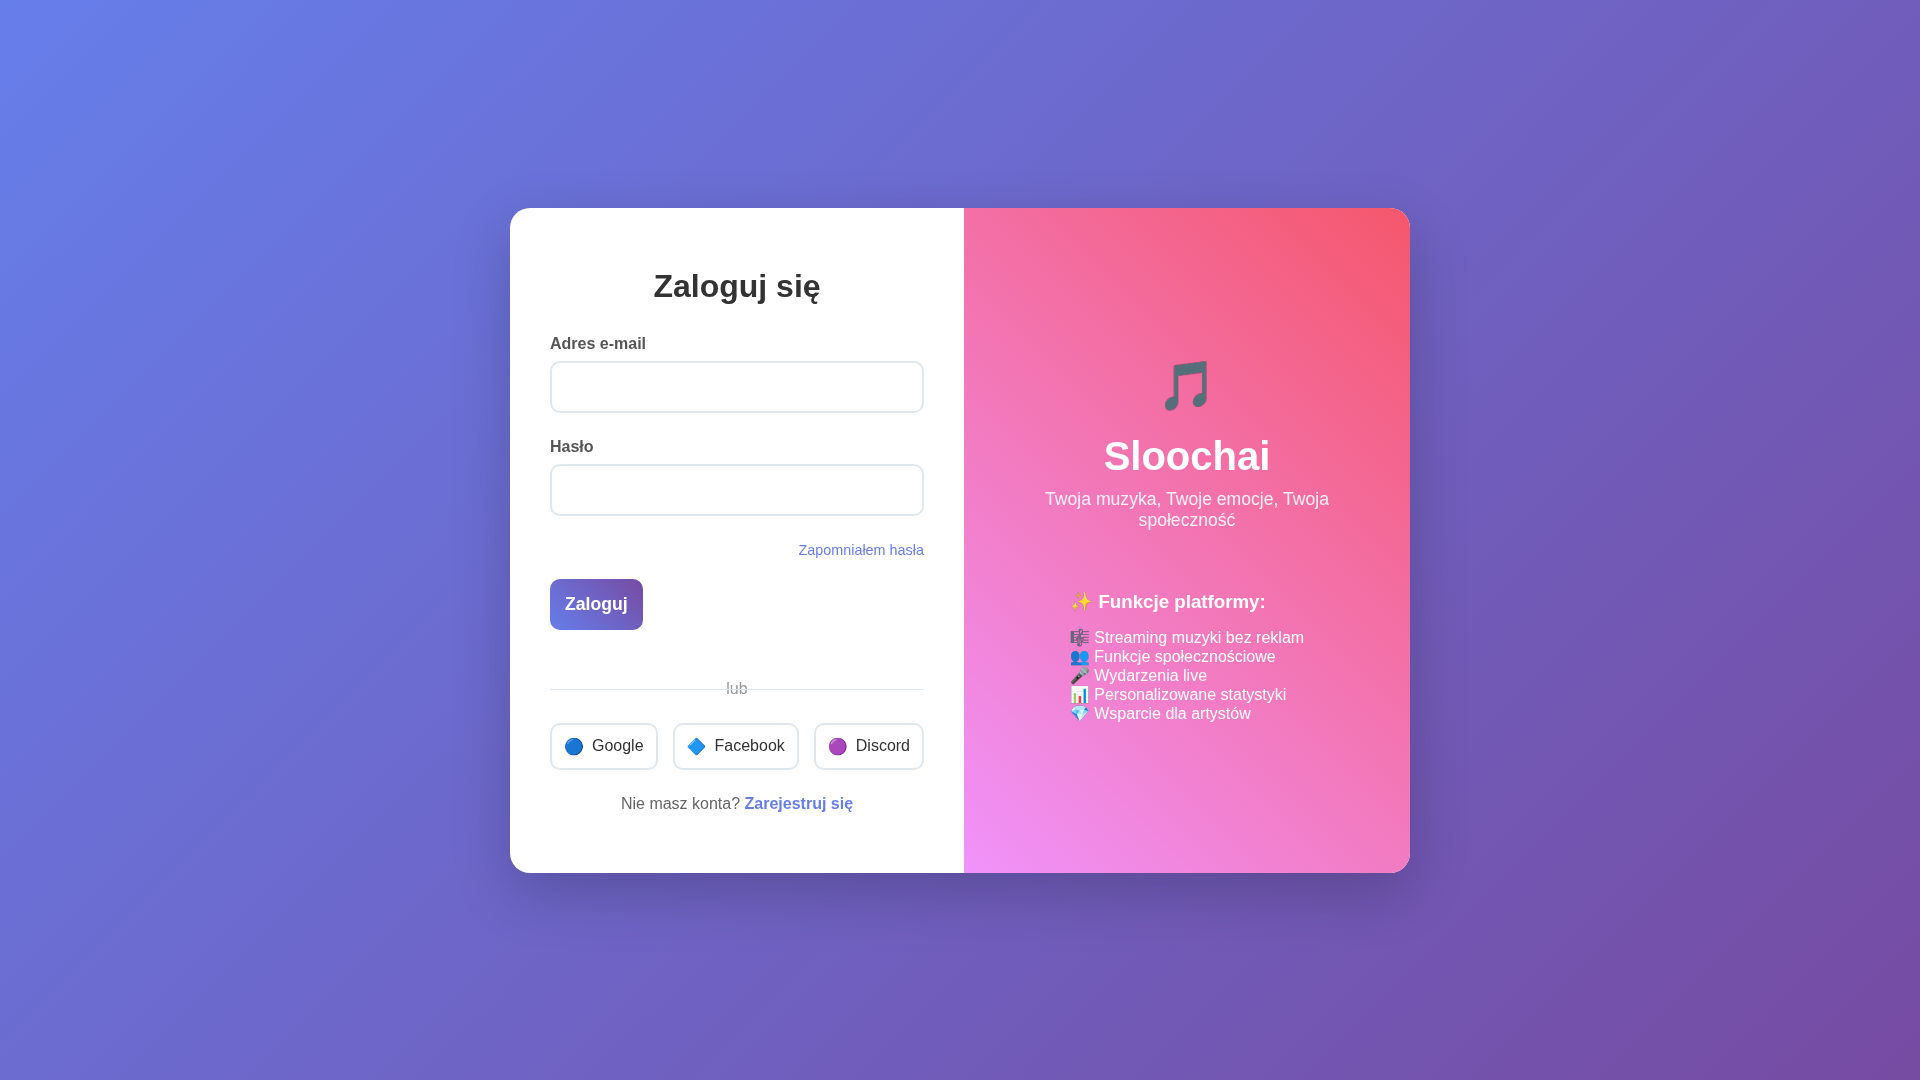 Zaloguj się
Adres e-mail
Hasło
Zapomniałem hasła
Zaloguj
lub
🔵 Google
🔷 Facebook
🟣 Discord
Nie masz konta? Zarejestruj się
🎵
Sloochai
Twoja muzyka, Twoje emocje, Twoja
społeczność
✨ Funkcje platformy:
🎼 Streaming muzyki bez reklam
👥 Funkcje społecznościowe
🎤 Wydarzenia live
📊 Personalizowane statystyki
💎 Wsparcie dla artystów